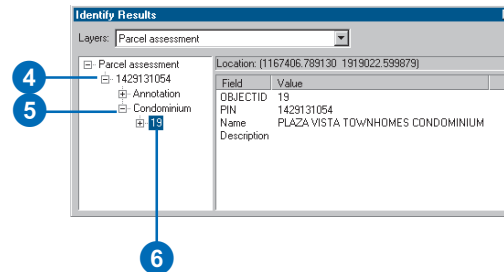 Identify Results
Layers: Parcel assessment
Parcel assessment
1429131054
Annotation
Condominium
19
Location: (1167406.789130 1919022.599879)
Field Value
OBJECTID 19
PIN 1429131054
Name PLAZA VISTA TOWNHOMES CONDOMINIUM
Description
4
5
6